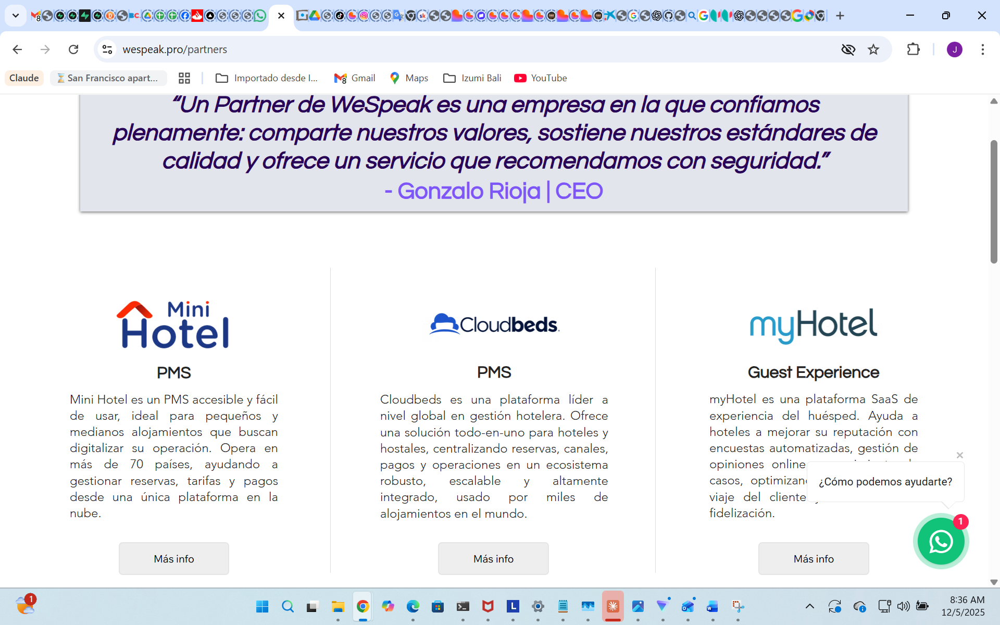 wespeak.pro/partners
J
Claude
⌛San Francisco apart...
Importado desde I...
Gmail
Maps
Izumi Bali
YouTube
“Un Partner de WeSpeak es una empresa en la que confiamos
plenamente: comparte nuestros valores, sostiene nuestros estándares de
calidad y ofrece un servicio que recomendamos con seguridad.”
- Gonzalo Rioja | CEO
Mini
Hotel
PMS
Mini Hotel es un PMS accesible y fácil
de usar, ideal para pequeños y
medianos alojamientos que buscan
digitalizar su operación. Opera en
más de 70 países, ayudando a
gestionar reservas, tarifas y pagos
desde una única plataforma en la
nube.
Más info
Cloudbeds.
PMS
Cloudbeds es una plataforma líder a
nivel global en gestión hotelera. Ofrece
una solución todo-en-uno para hoteles y
hostales, centralizando reservas, canales,
pagos y operaciones en un ecosistema
robusto, escalable y altamente
integrado, usado por miles de
alojamientos en el mundo.
Más info
myHotel
Guest Experience
myHotel es una plataforma SaaS de
experiencia del huésped. Ayuda a
hoteles a mejorar su reputación con
encuestas automatizadas, gestión de
opiniones online
casos,
viaje del cliente
fidelización.
Más info
¿Cómo podemos ayudarte?
1
1
8:36 AM
12/5/2025